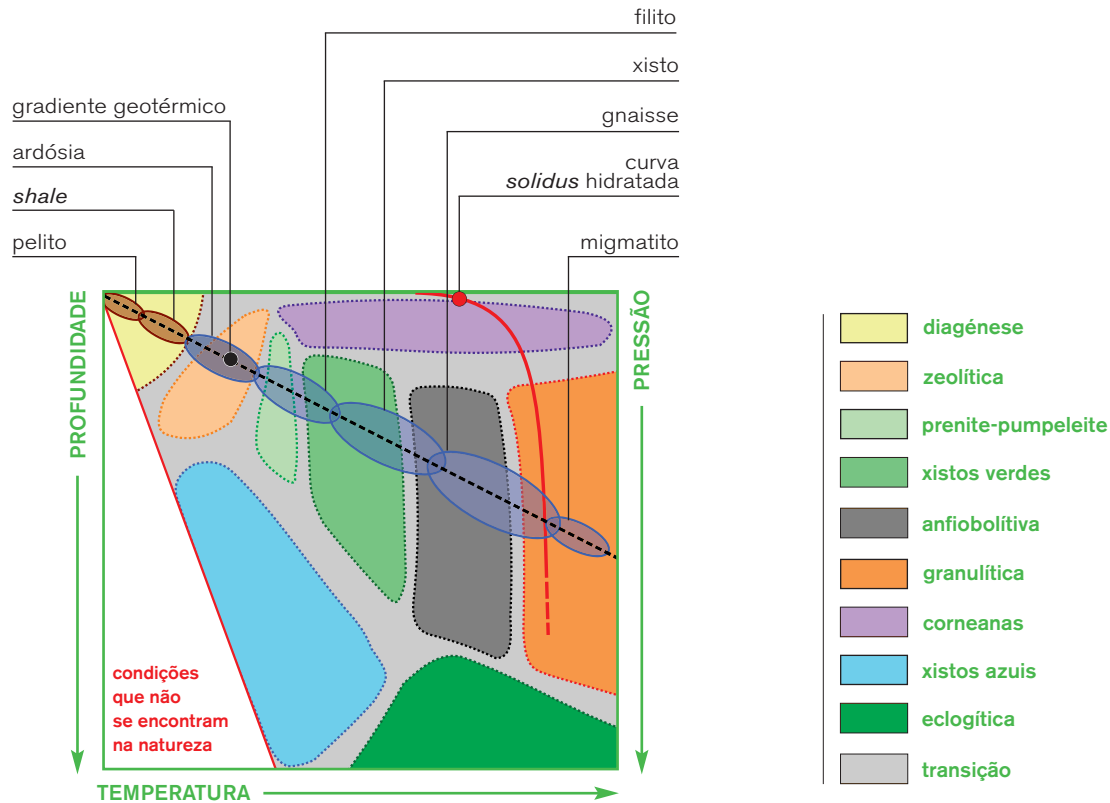 filito
xisto
gradiente geotérmico
gnaisse
ardósia
curva
solidus hidratada
shale
pelito
migmatito
PROFUNDIDADE
PRESSÃO
TEMPERATURA
condições
que não
se encontram
na natureza
diagénese
zeolítica
prenite-pumpeleite
xistos verdes
anfiobolítiva
granulítica
corneanas
xistos azuis
eclogítica
transição